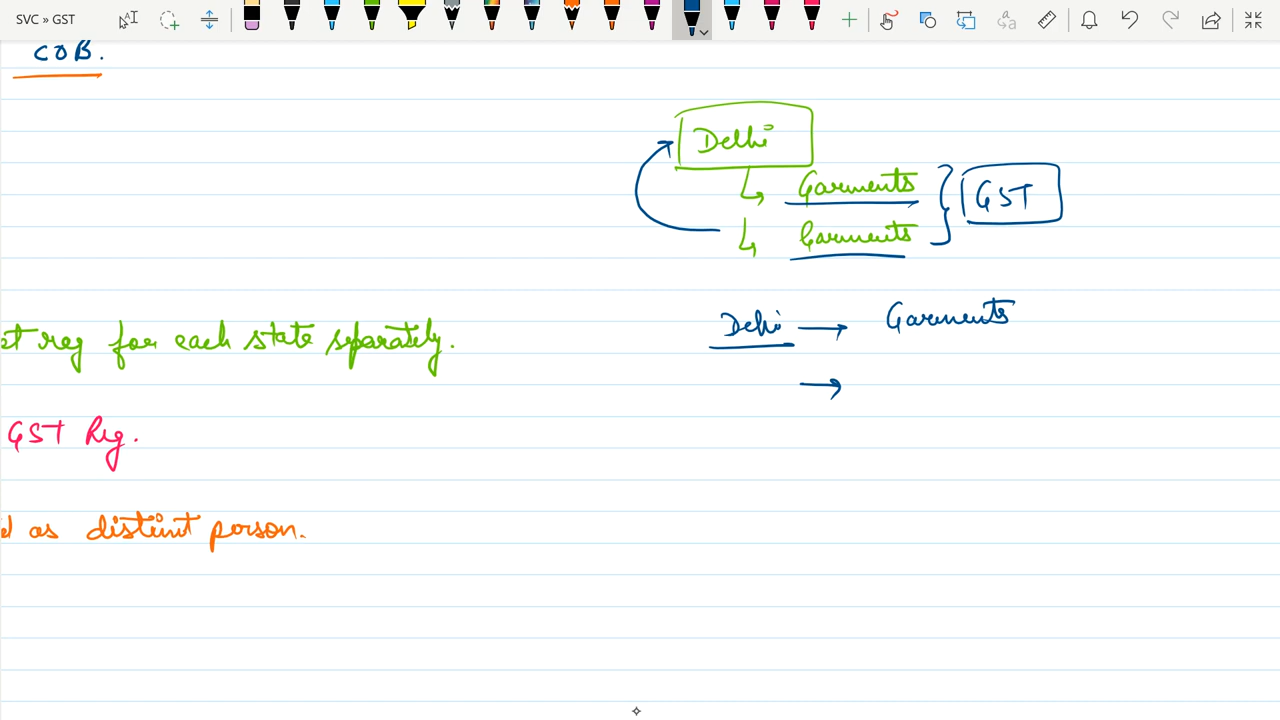 SVC » GST
COB.
Delhi
Garments
GST
Garments
Delhi → Garments
→
et reg for each state separately.
GST Reg.
as distinct person.